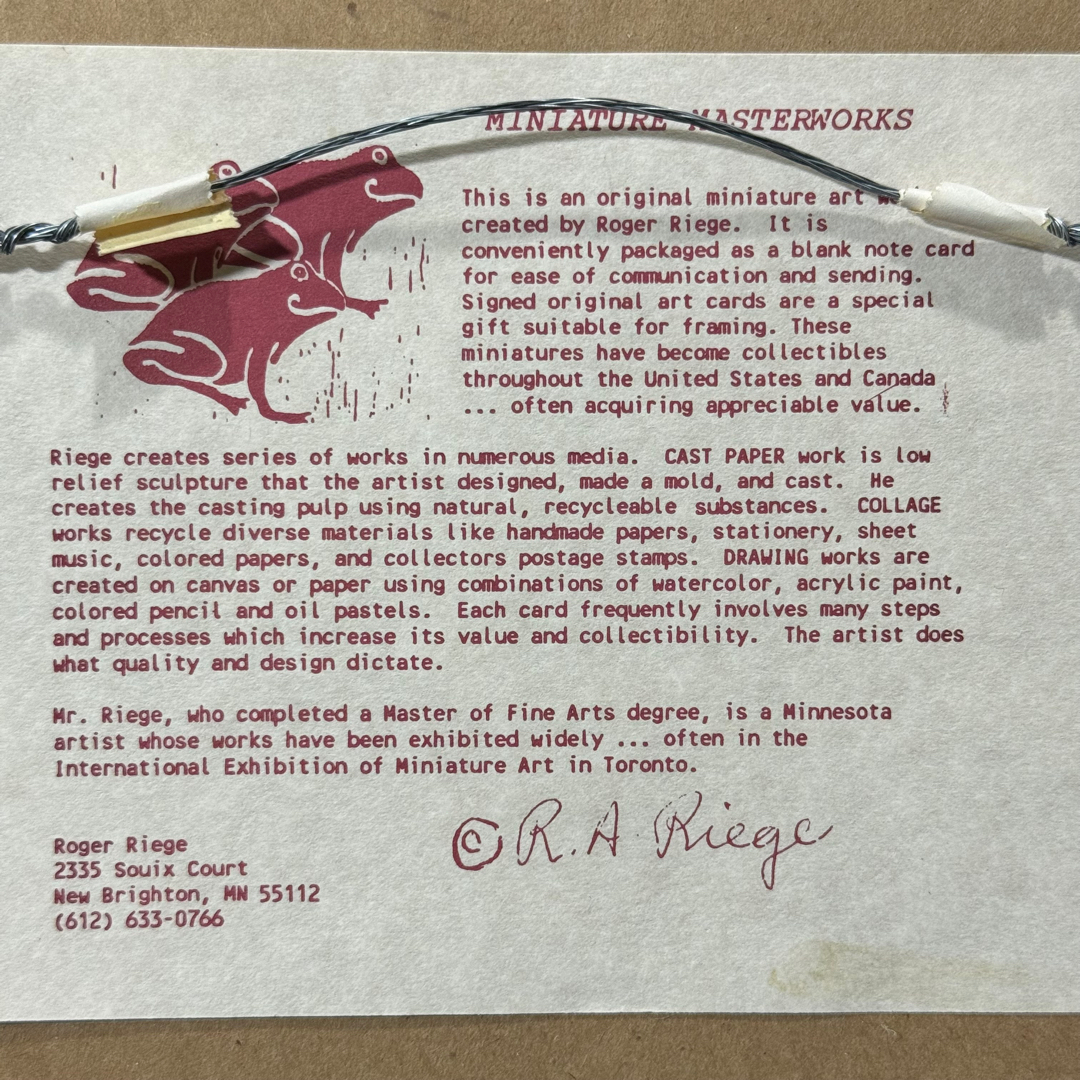 MINIATURE MASTERWORKS
This is an original miniature art
created by Roger Riege. It is
conveniently packaged as a blank note card
for ease of communication and sending.
Signed original art cards are a special
gift suitable for framing. These
miniatures have become collectibles
throughout the United States and Canada
... often acquiring appreciable value.
Riege creates series of works in numerous media. CAST PAPER work is low
relief sculpture that the artist designed, made a mold, and cast. He
creates the casting pulp using natural, recycleable substances. COLLAGE
works recycle diverse materials like handmade papers, stationery, sheet
music, colored papers, and collectors postage stamps. DRAWING works are
created on canvas or paper using combinations of watercolor, acrylic paint,
colored pencil and oil pastels. Each card frequently involves many steps
and processes which increase its value and collectibility. The artist does
what quality and design dictate.
Mr. Riege, who completed a Master of Fine Arts degree, is a Minnesota
artist whose works have been exhibited widely ... often in the
International Exhibition of Miniature Art in Toronto.
© R. A Riege
Roger Riege
2335 Souix Court
New Brighton, MN 55112
(612) 633-0766